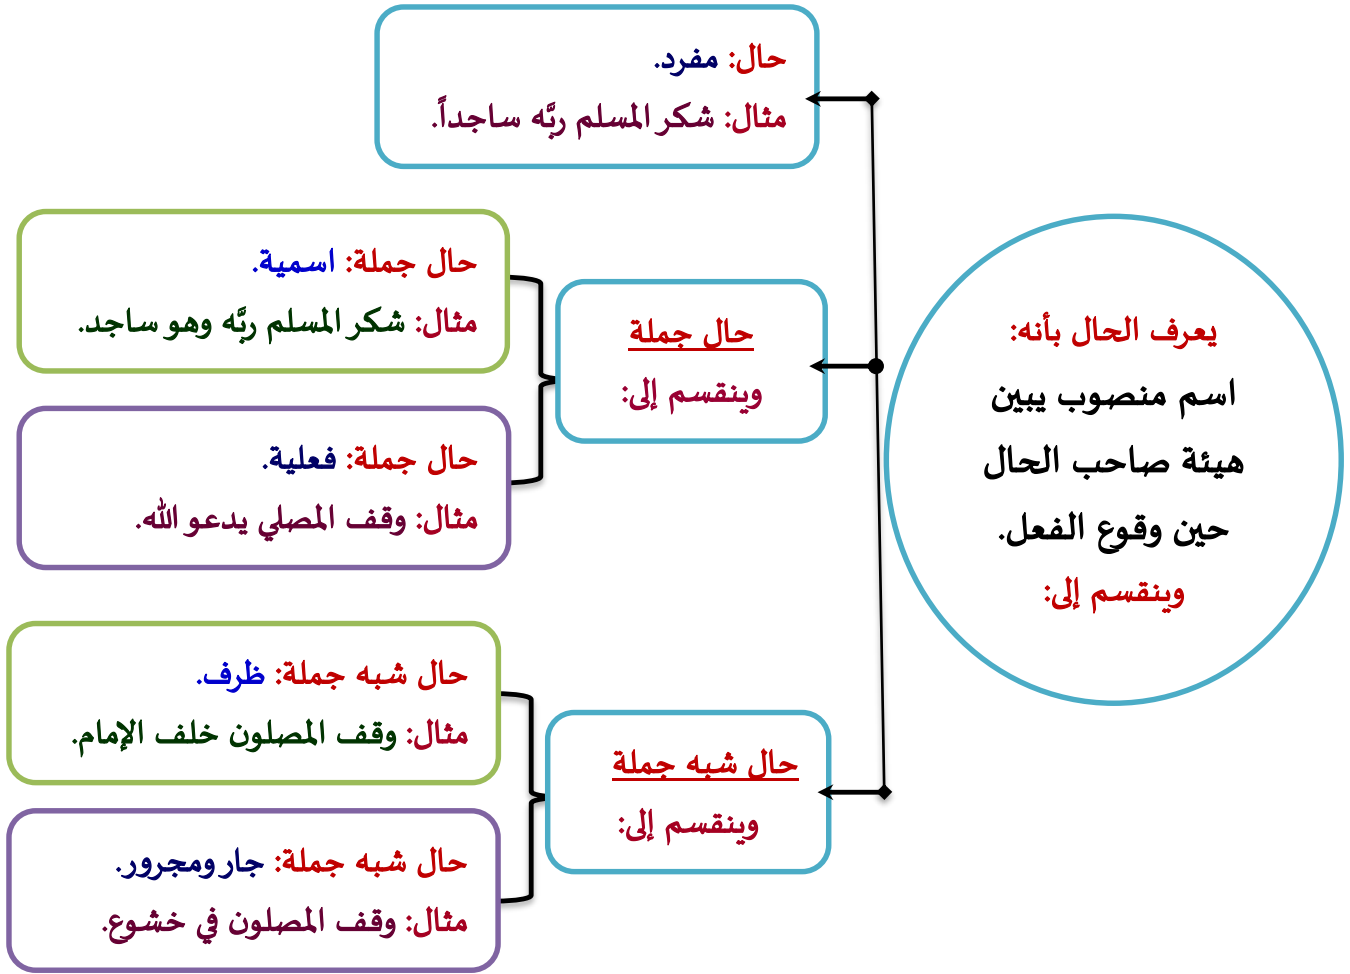 يعرف الحال بأنه:
اسم منصوب يبين
هيئة صاحب الحال
حين وقوع الفعل.
وينقسم إلى:
حال: مفرد.
مثال: شكر المسلم ربَّه ساجداً.
حال جملة
وينقسم إلى:
حال جملة: اسمية.
مثال: شكر المسلم ربَّه وهو ساجد.
حال جملة: فعلية.
مثال: وقف المصلي يدعو الله.
حال شبه جملة
وينقسم إلى:
حال شبه جملة: ظرف.
مثال: وقف المصلون خلف الإمام.
حال شبه جملة: جار ومجرور.
مثال: وقف المصلون في خشوع.